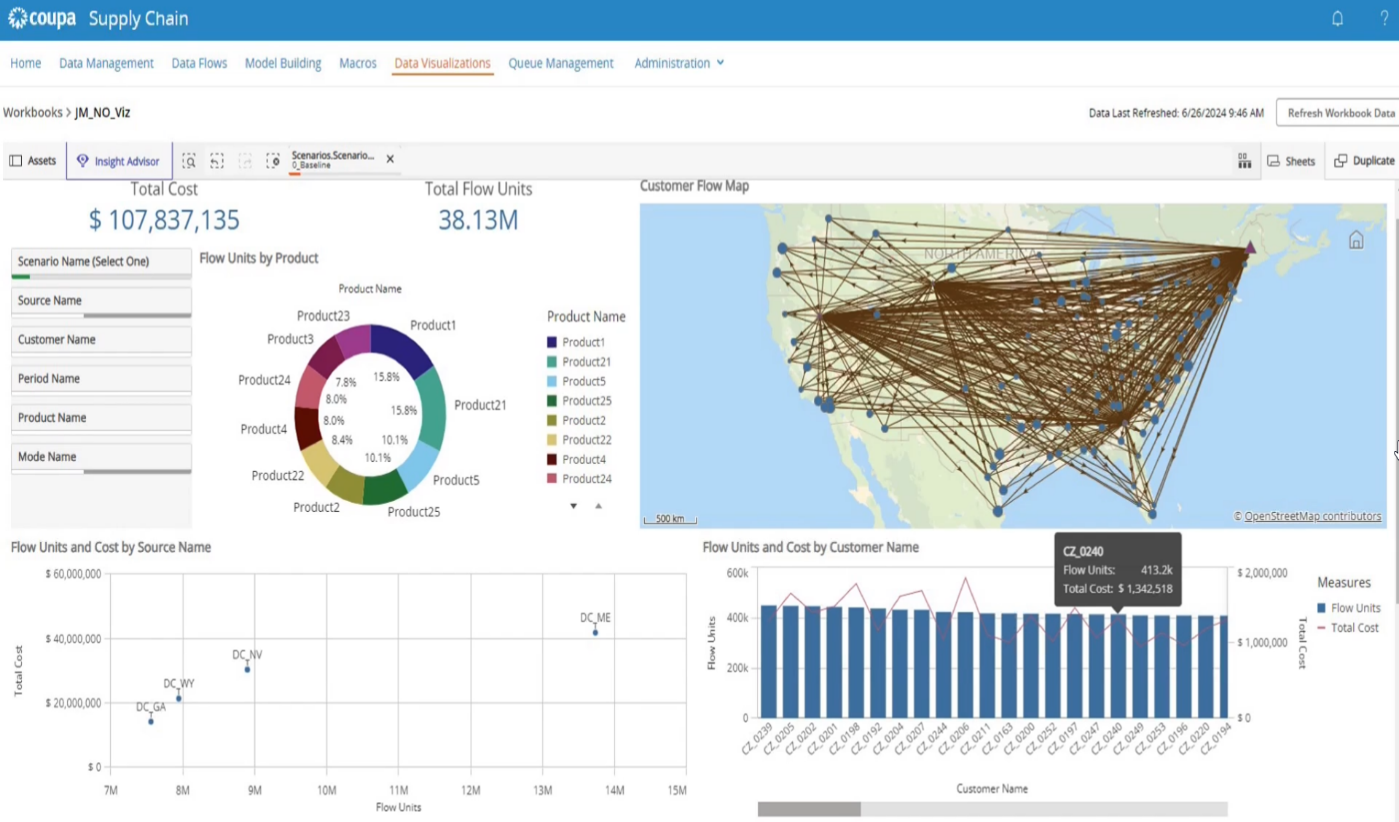 coupa Supply Chain
?
Home Data Management Data Flows Model Building Macros Data Visualizations Queue Management Administration
Workbooks > JM_NO_Viz
Data Last Refreshed: 6/26/2024 9:46 AM
Refresh Workbook Data
Assets
Insight Advisor
Scenarios.Scenario...
0_Baseline
Sheets
Duplicate
Total Cost
$ 107,837,135
Total Flow Units
38.13M
Customer Flow Map
NORTH AMERICA
500 km
© OpenStreetMap contributors
Scenario Name (Select One)
Source Name
Customer Name
Period Name
Product Name
Mode Name
Flow Units by Product
Product Name
Product23
Product1
Product3
Product24
Product21
Product4
Product22
Product5
Product2
Product25
7.8%
15.8%
8.0%
15.8%
8.0%
8.4%
10.1%
10.1%
Product Name
Product1
Product21
Product5
Product25
Product2
Product22
Product4
Product24
Flow Units and Cost by Source Name
$ 60,000,000
$ 40,000,000
$ 20,000,000
$ 0
Total Cost
DC_ME
DC_NV
DC_WY
DC_GA
7M 8M 9M 10M 11M 12M 13M 14M 15M
Flow Units
Flow Units and Cost by Customer Name
CZ_0240
Flow Units: 413.2k
Total Cost: $ 1,342,518
600k
400k
200k
0
Flow Units
$ 2,000,000
$ 1,000,000
$ 0
Total Cost
Measures
Flow Units
Total Cost
CZ_0239 CZ_0205 CZ_0202 CZ_0201 CZ_0198 CZ_0192 CZ_0204 CZ_0207 CZ_0244 CZ_0206 CZ_0211 CZ_0163 CZ_0200 CZ_0252 CZ_0197 CZ_0247 CZ_0240 CZ_0249 CZ_0253 CZ_0196 CZ_0220 CZ_0194
Customer Name